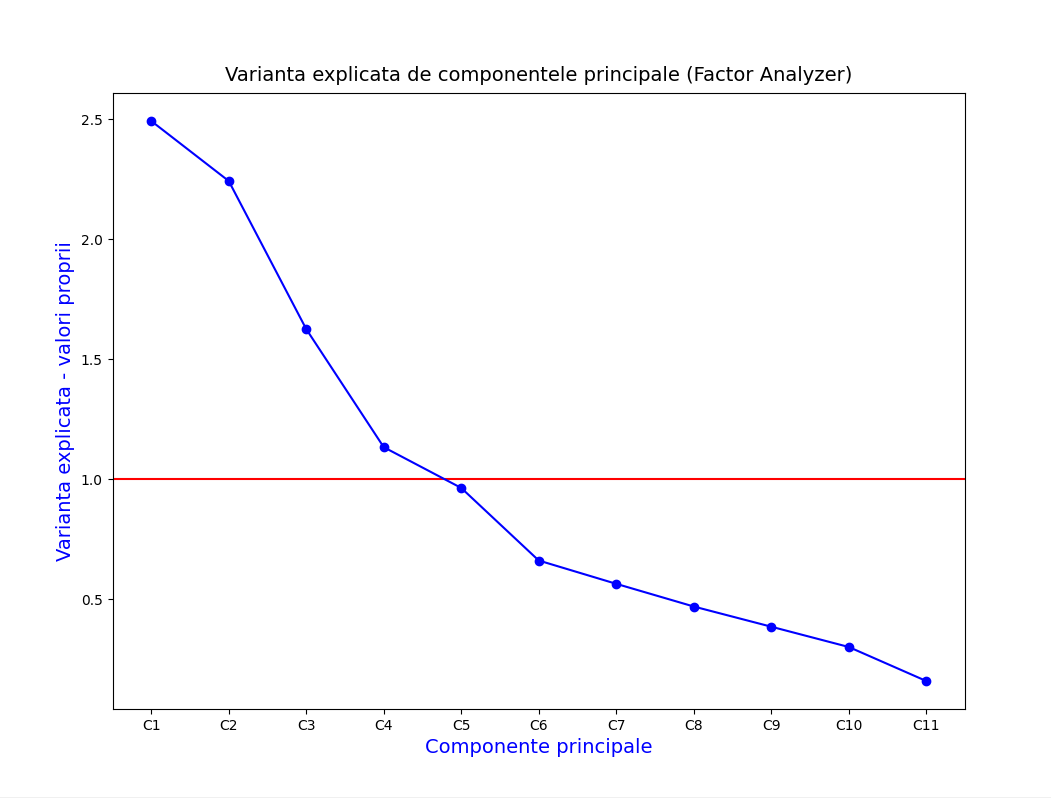 Varianta explicata de componentele principale (Factor Analyzer)
Varianta explicata - valori proprii
2.5
2.0
1.5
1.0
0.5
C1 C2 C3 C4 C5 C6 C7 C8 C9 C10 C11
Componente principale